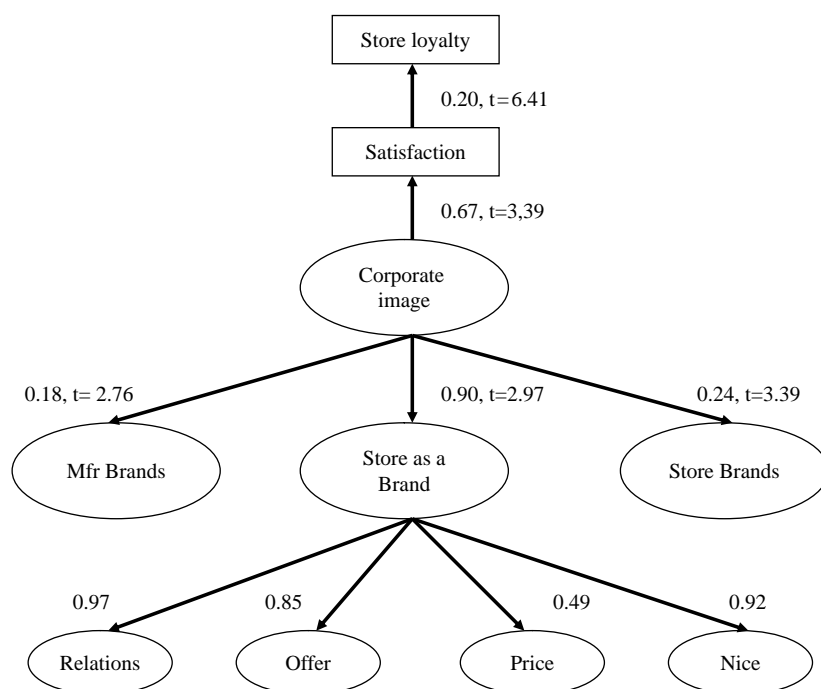 Store loyalty
0.20, t=6.41
Satisfaction
0.67, t=3,39
Corporate
image
0.18, t= 2.76
0.90, t=2.97
0.24, t=3.39
Mfr Brands
Store as a
Brand
Store Brands
0.97
0.85
0.49
0.92
Relations
Offer
Price
Nice